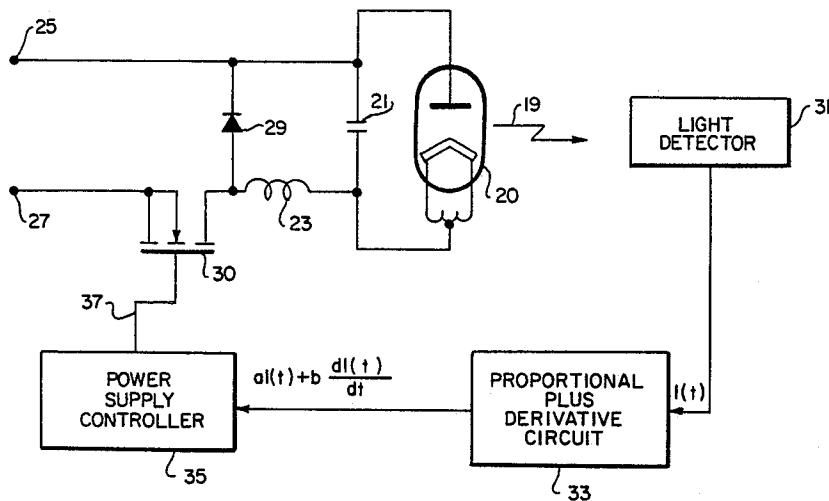 25
21
29
19
20
31
LIGHT
DETECTOR
27
23
30
37
POWER
SUPPLY
CONTROLLER
35
aI(t)+b dI(t)
dt
PROPORTIONAL
PLUS
DERIVATIVE
CIRCUIT
33
I(t)